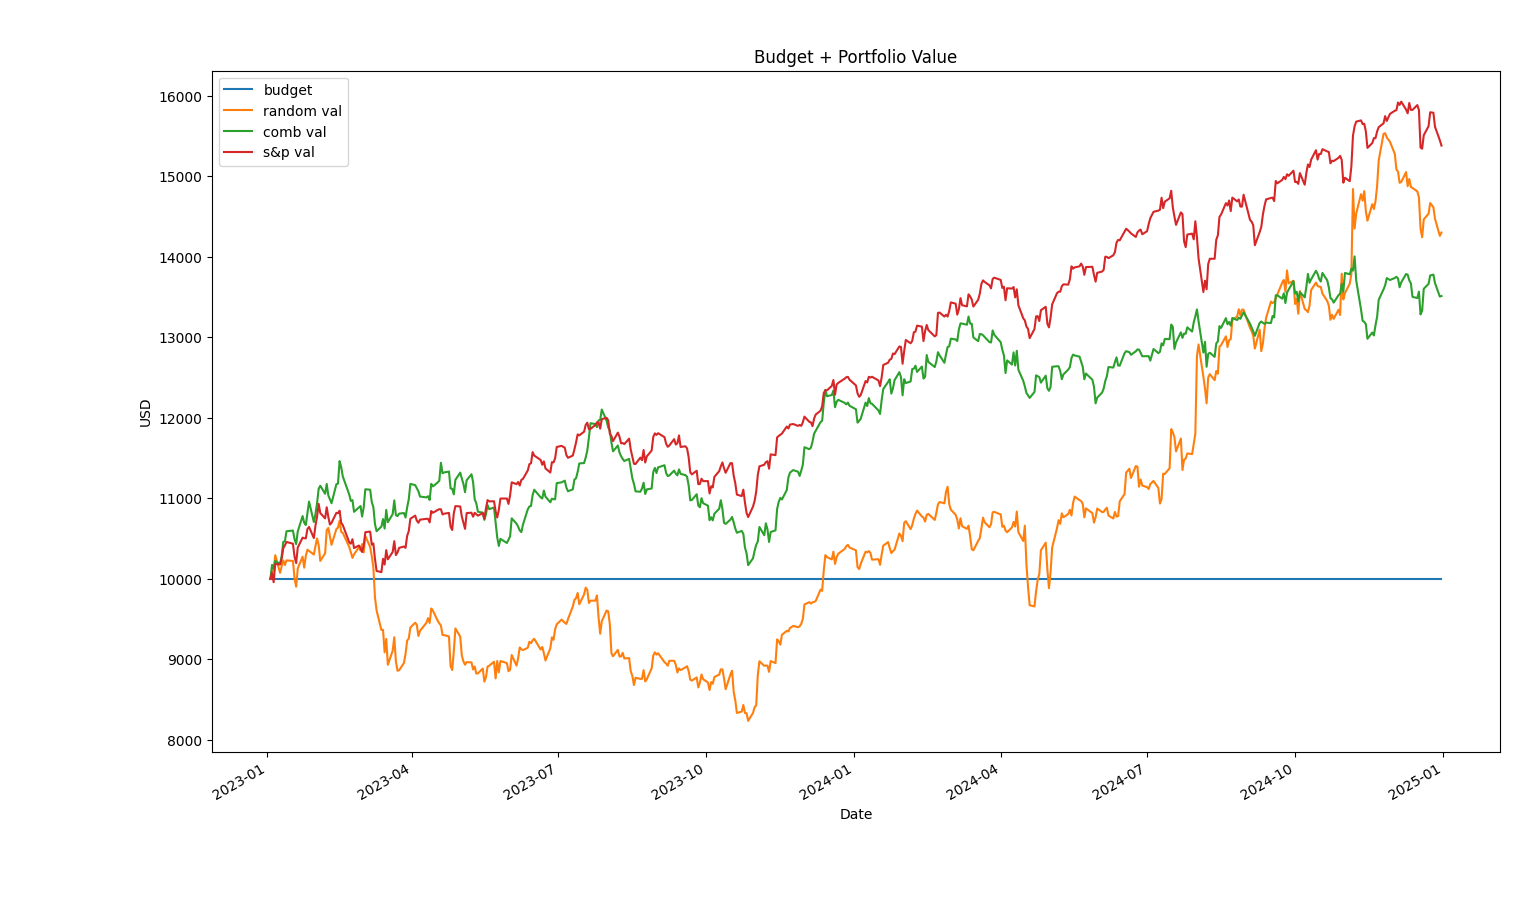 Budget + Portfolio Value
budget
random val
comb val
s&p val
16000
15000
14000
13000
12000
11000
10000
9000
8000
USD
2023-01
2023-04
2023-07
2023-10
2024-01
2024-04
2024-07
2024-10
2025-01
Date